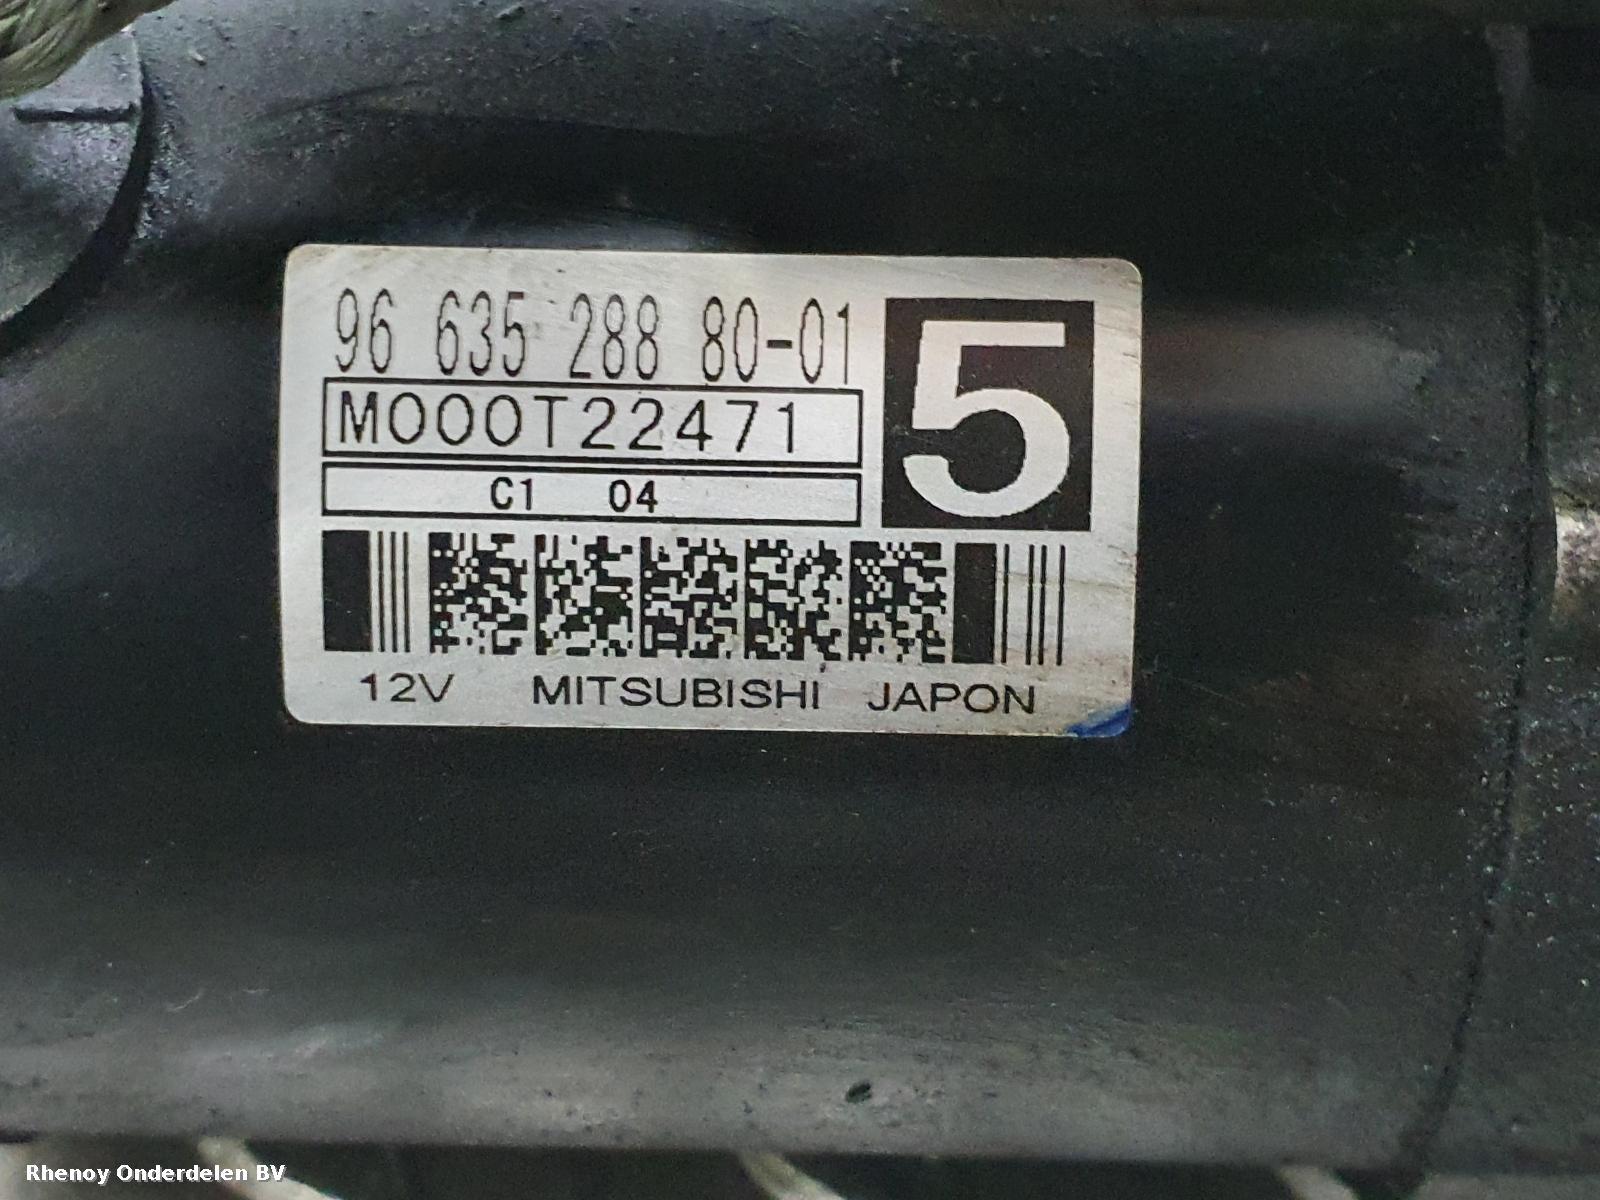 96 635 288 80-01
5
M000T22471
C1 04
12V MITSUBISHI JAPON
Rhenoy Onderdelen BV